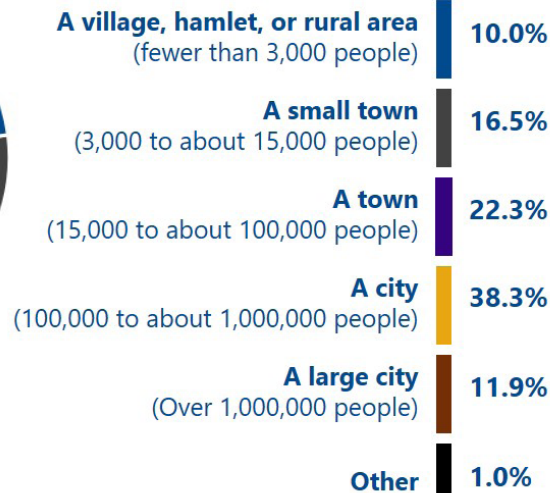 A village, hamlet, or rural area
(fewer than 3,000 people)
10.0%
A small town
(3,000 to about 15,000 people)
16.5%
A town
(15,000 to about 100,000 people)
22.3%
A city
(100,000 to about 1,000,000 people)
38.3%
A large city
(Over 1,000,000 people)
11.9%
Other
1.0%